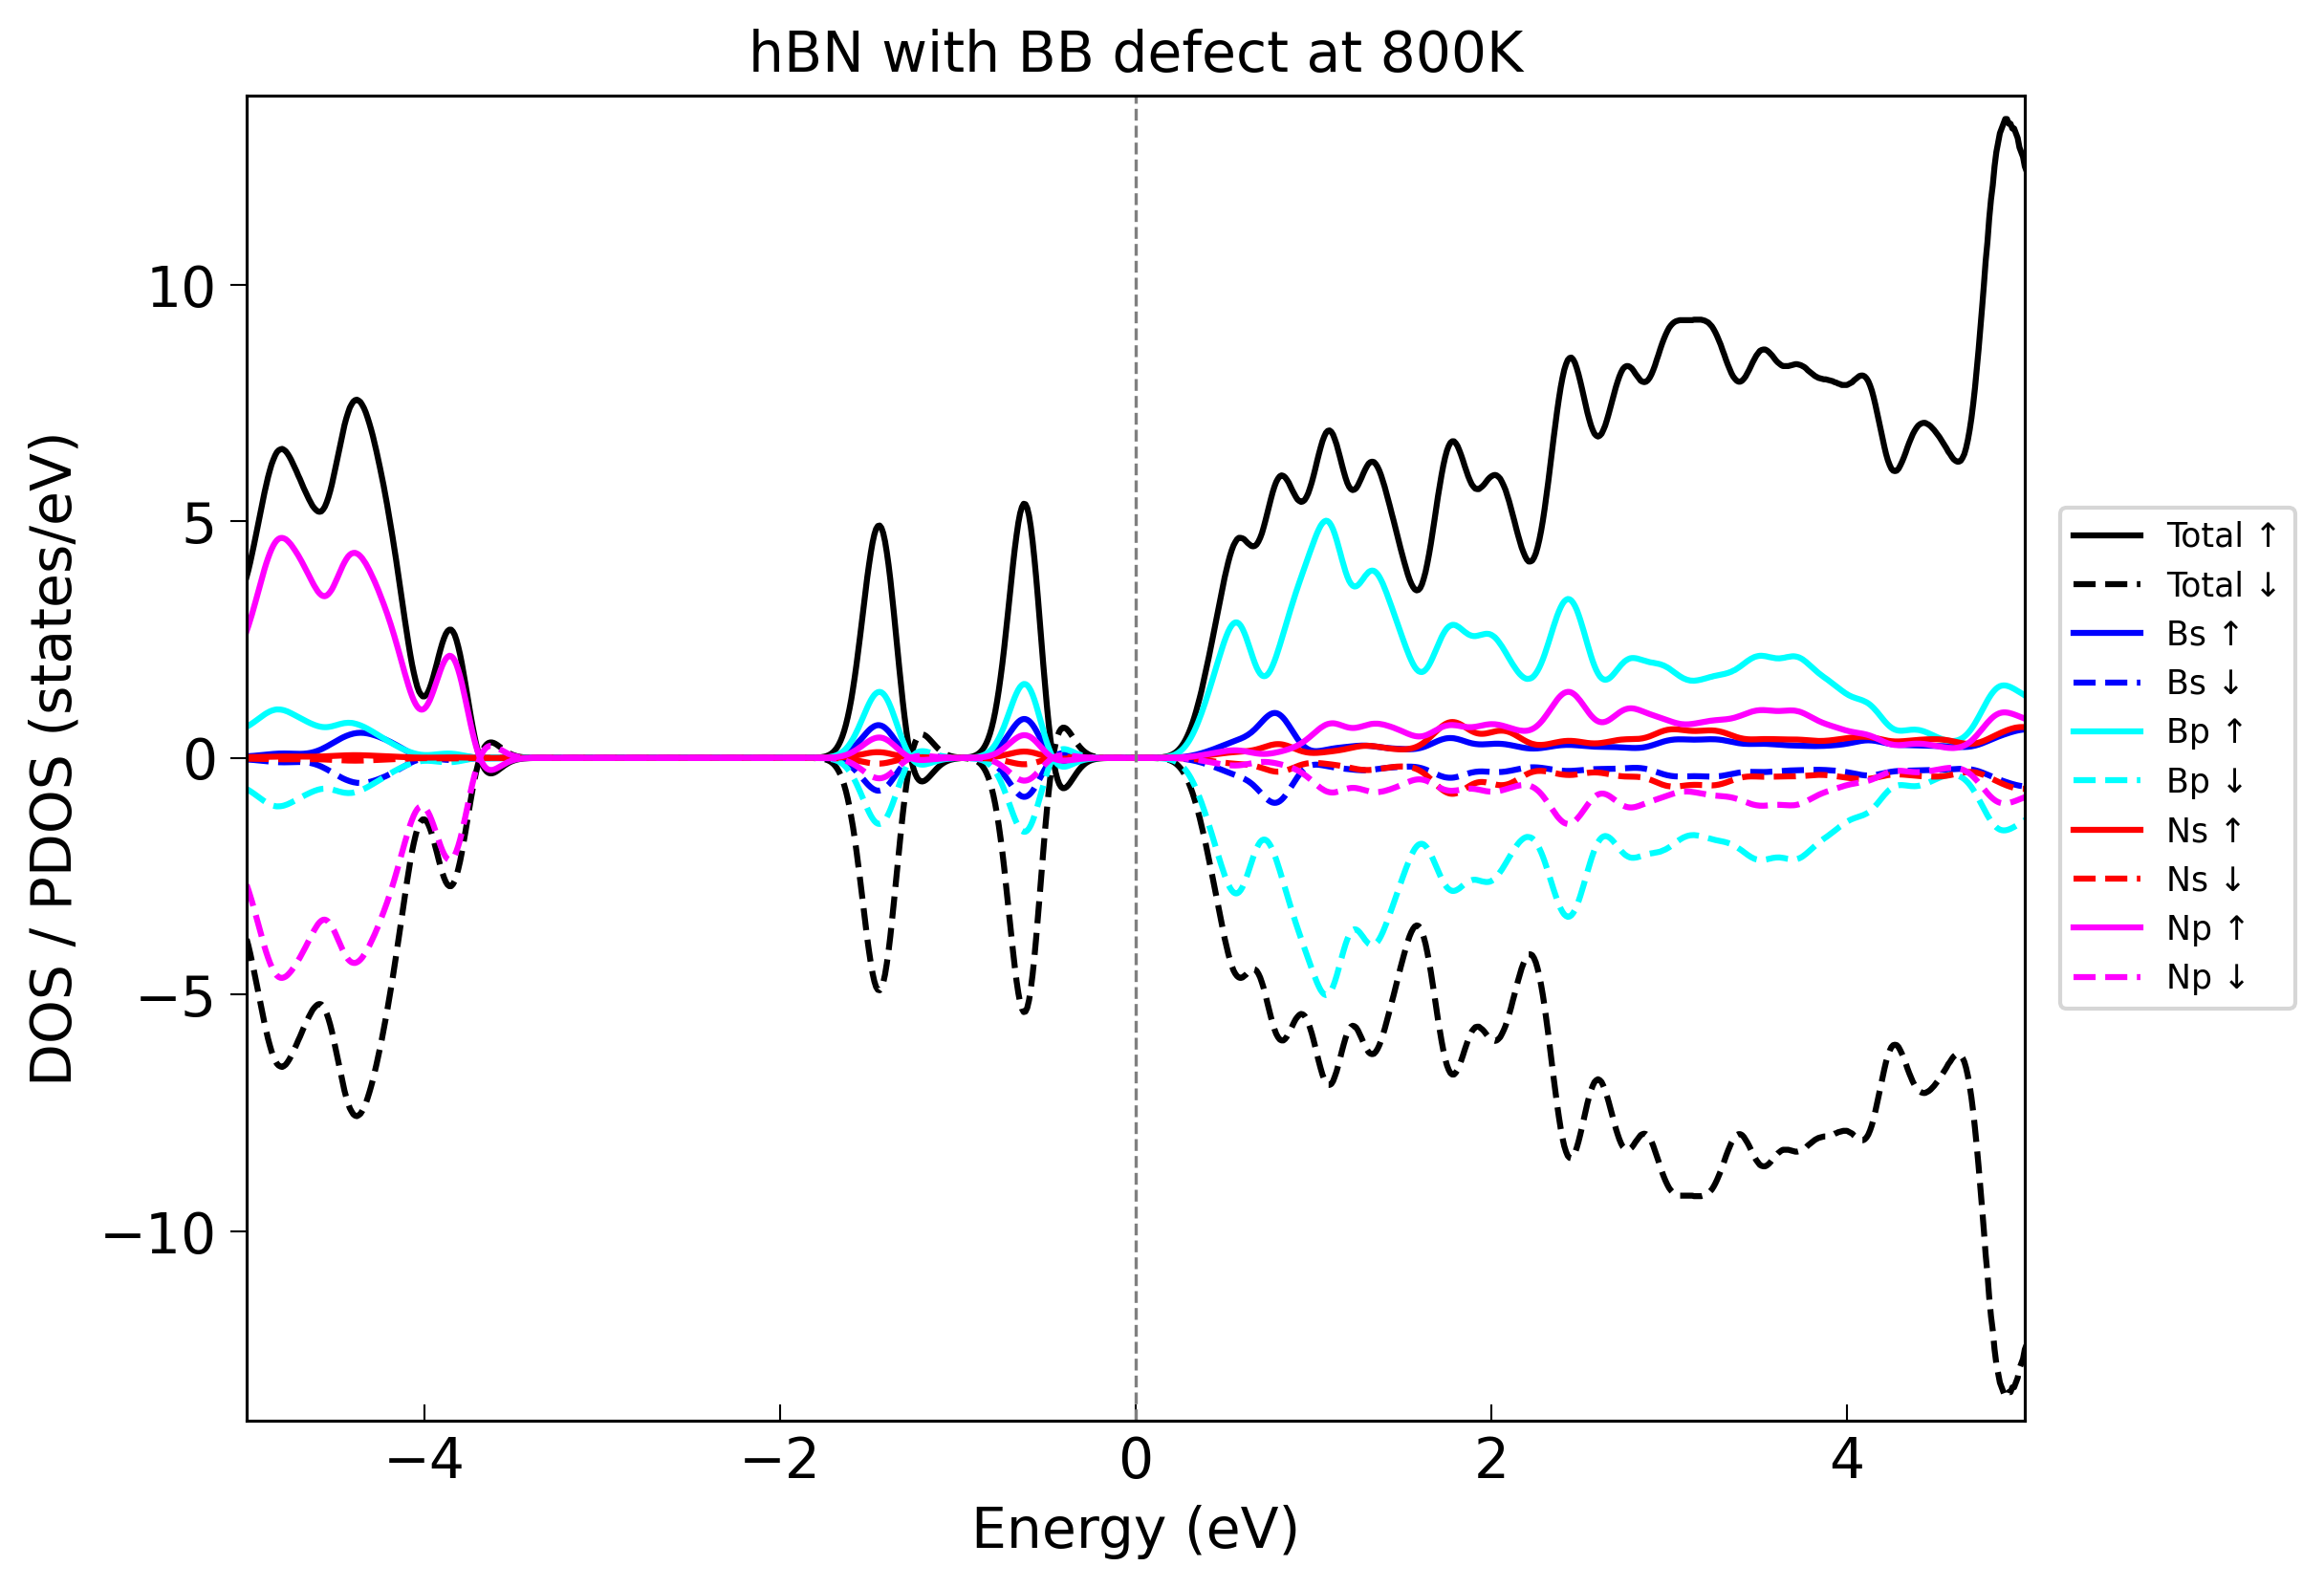 hBN with BB defect at 800K
DOS / PDOS (states/eV)
10
5
0
−5
−10
−4
−2
0
2
4
Energy (eV)
Total ↑
Total ↓
Bs ↑
Bs ↓
Bp ↑
Bp ↓
Ns ↑
Ns ↓
Np ↑
Np ↓